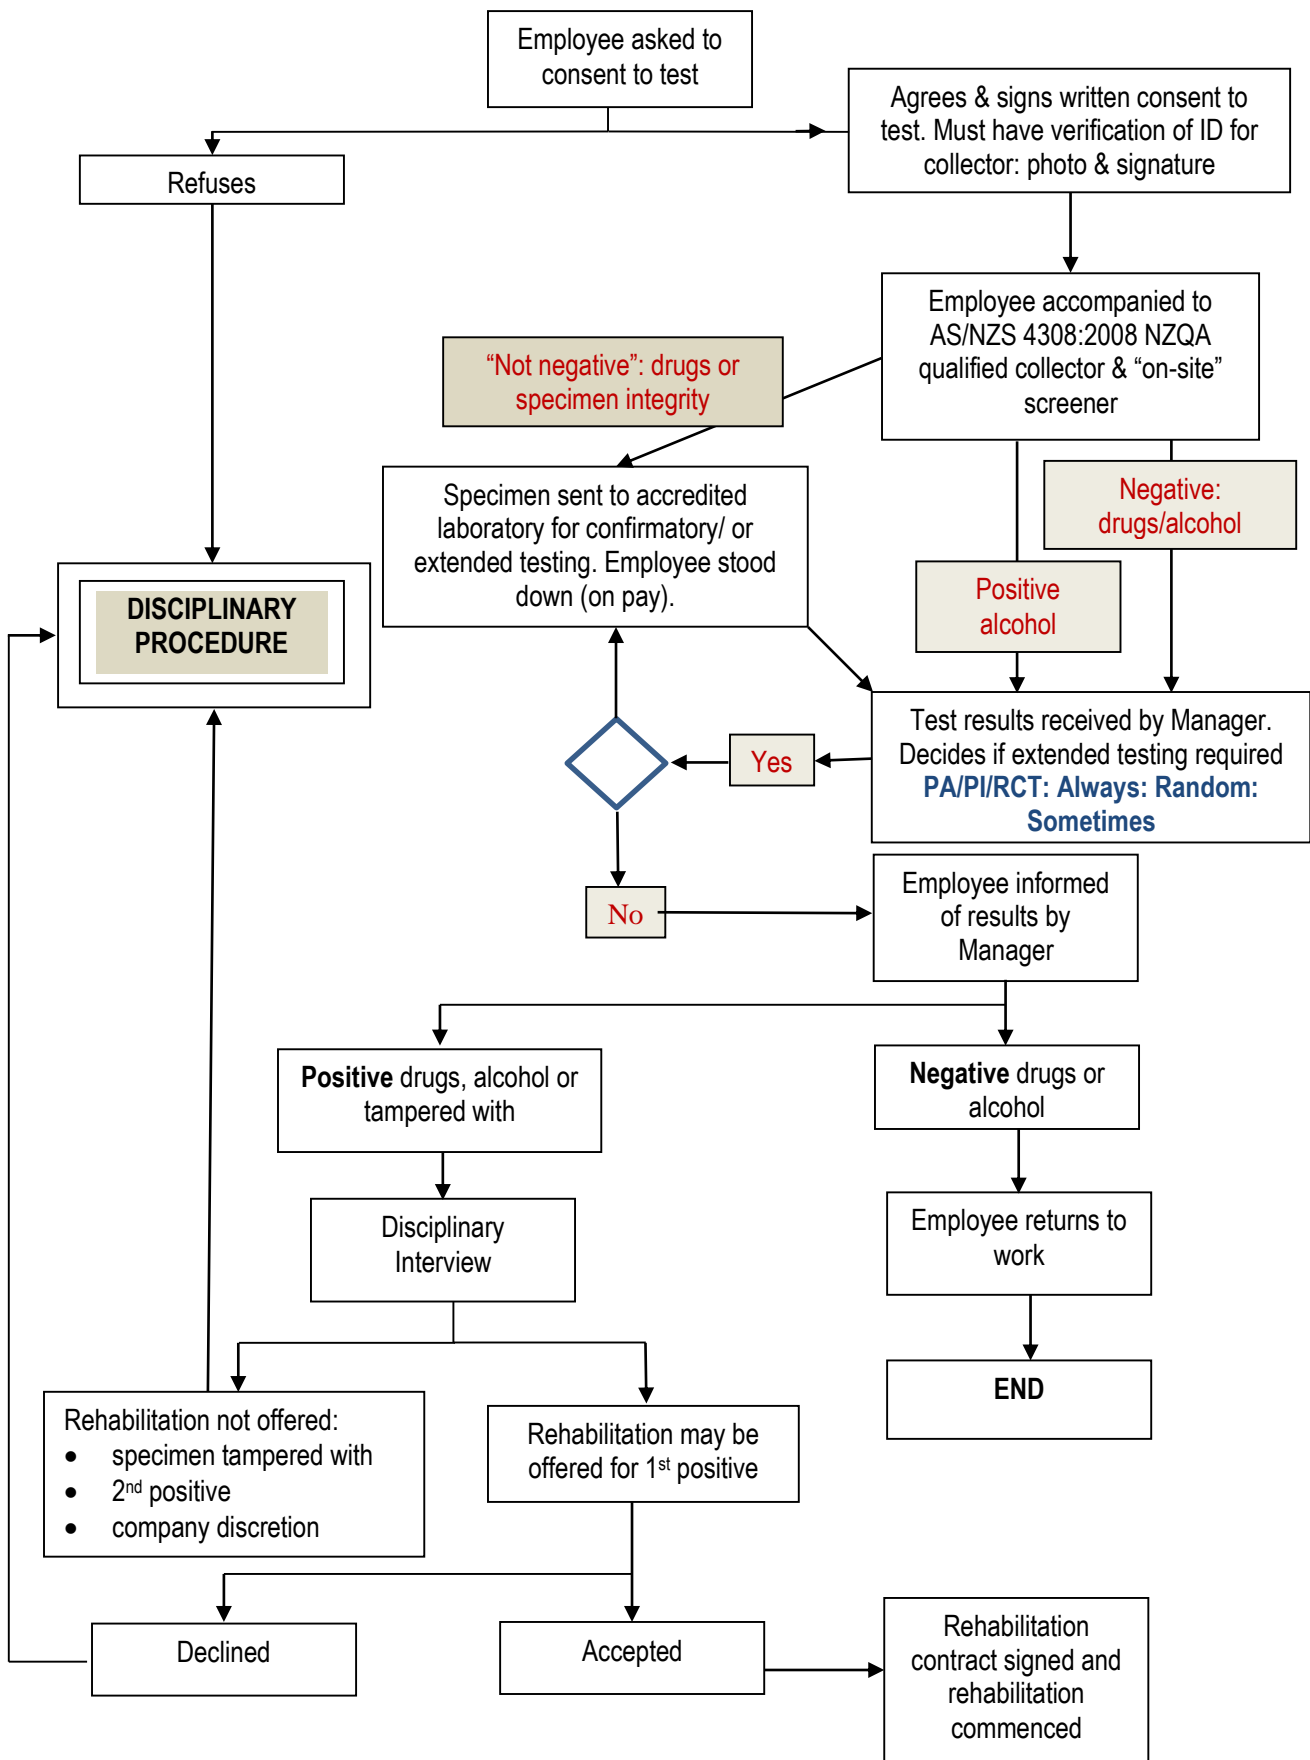 Employee asked to
consent to test
Agrees & signs written consent to
test. Must have verification of ID for
collector: photo & signature
Refuses
Employee accompanied to
AS/NZS 4308:2008 NZQA
qualified collector & “on-site”
screener
“Not negative”: drugs or
specimen integrity
Negative:
drugs/alcohol
Specimen sent to accredited
laboratory for confirmatory/ or
extended testing. Employee stood
down (on pay).
Positive
alcohol
DISCIPLINARY
PROCEDURE
Test results received by Manager.
Decides if extended testing required
PA/PI/RCT: Always: Random:
Sometimes
Yes
No
Employee informed
of results by
Manager
Positive drugs, alcohol or
tampered with
Negative drugs or
alcohol
Disciplinary
Interview
Employee returns to
work
END
Rehabilitation not offered:
• specimen tampered with
• 2nd positive
• company discretion
Rehabilitation may be
offered for 1st positive
Declined
Accepted
Rehabilitation
contract signed and
rehabilitation
commenced